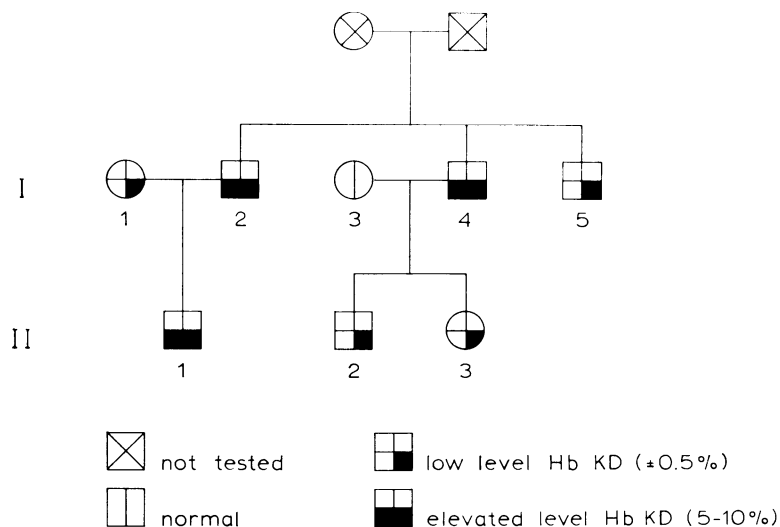 I
1 2 3 4 5
II
1 2 3
not tested low level Hb KD (±0.5%)
normal elevated level Hb KD (5-10%)